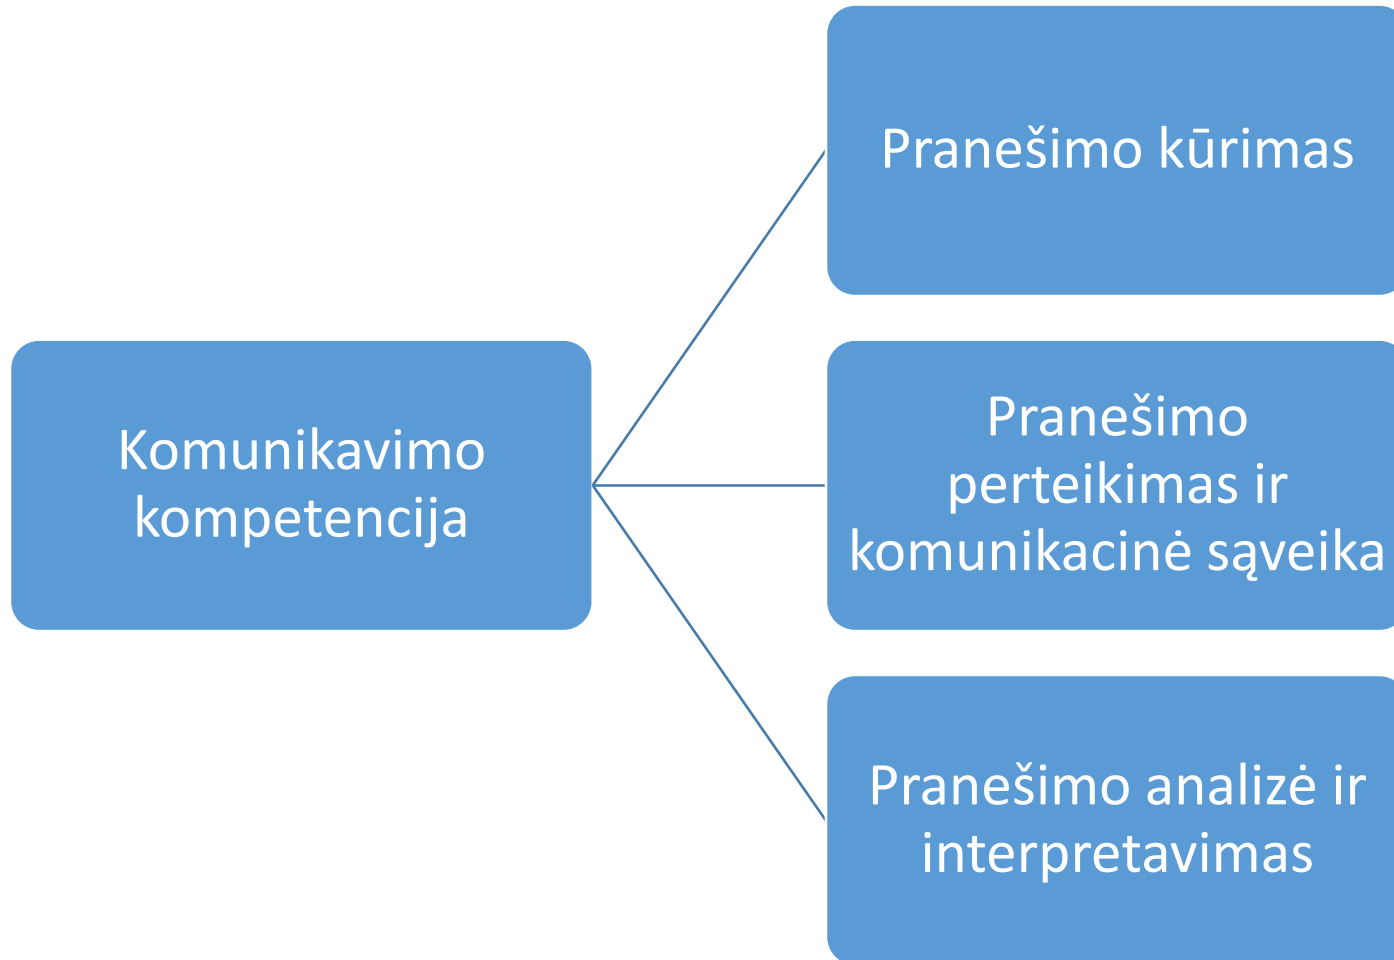 Pranešimo kūrimas
Komunikavimo
kompetencija
Pranešimo
perteikimas ir
komunikacinė sąveika
Pranešimo analizė ir
interpretavimas